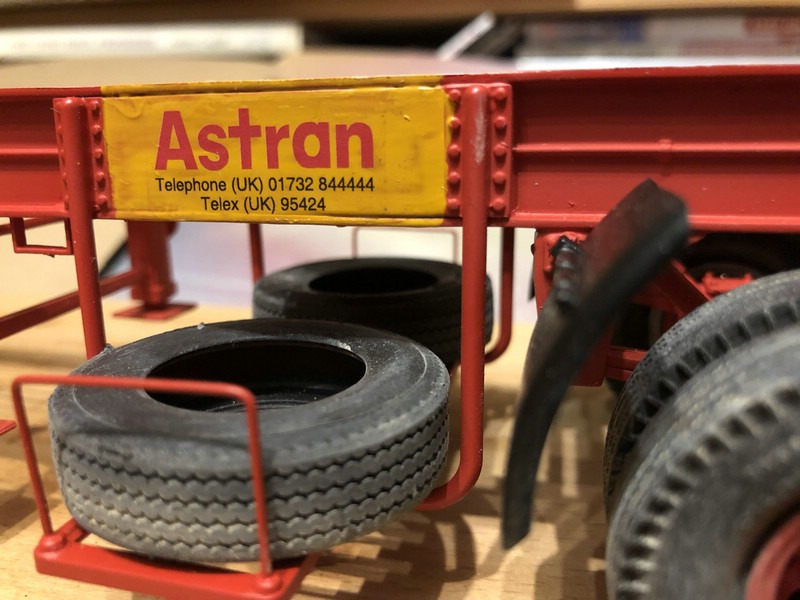 Astran
Telephone (UK) 01732 844444
Telex (UK) 95424